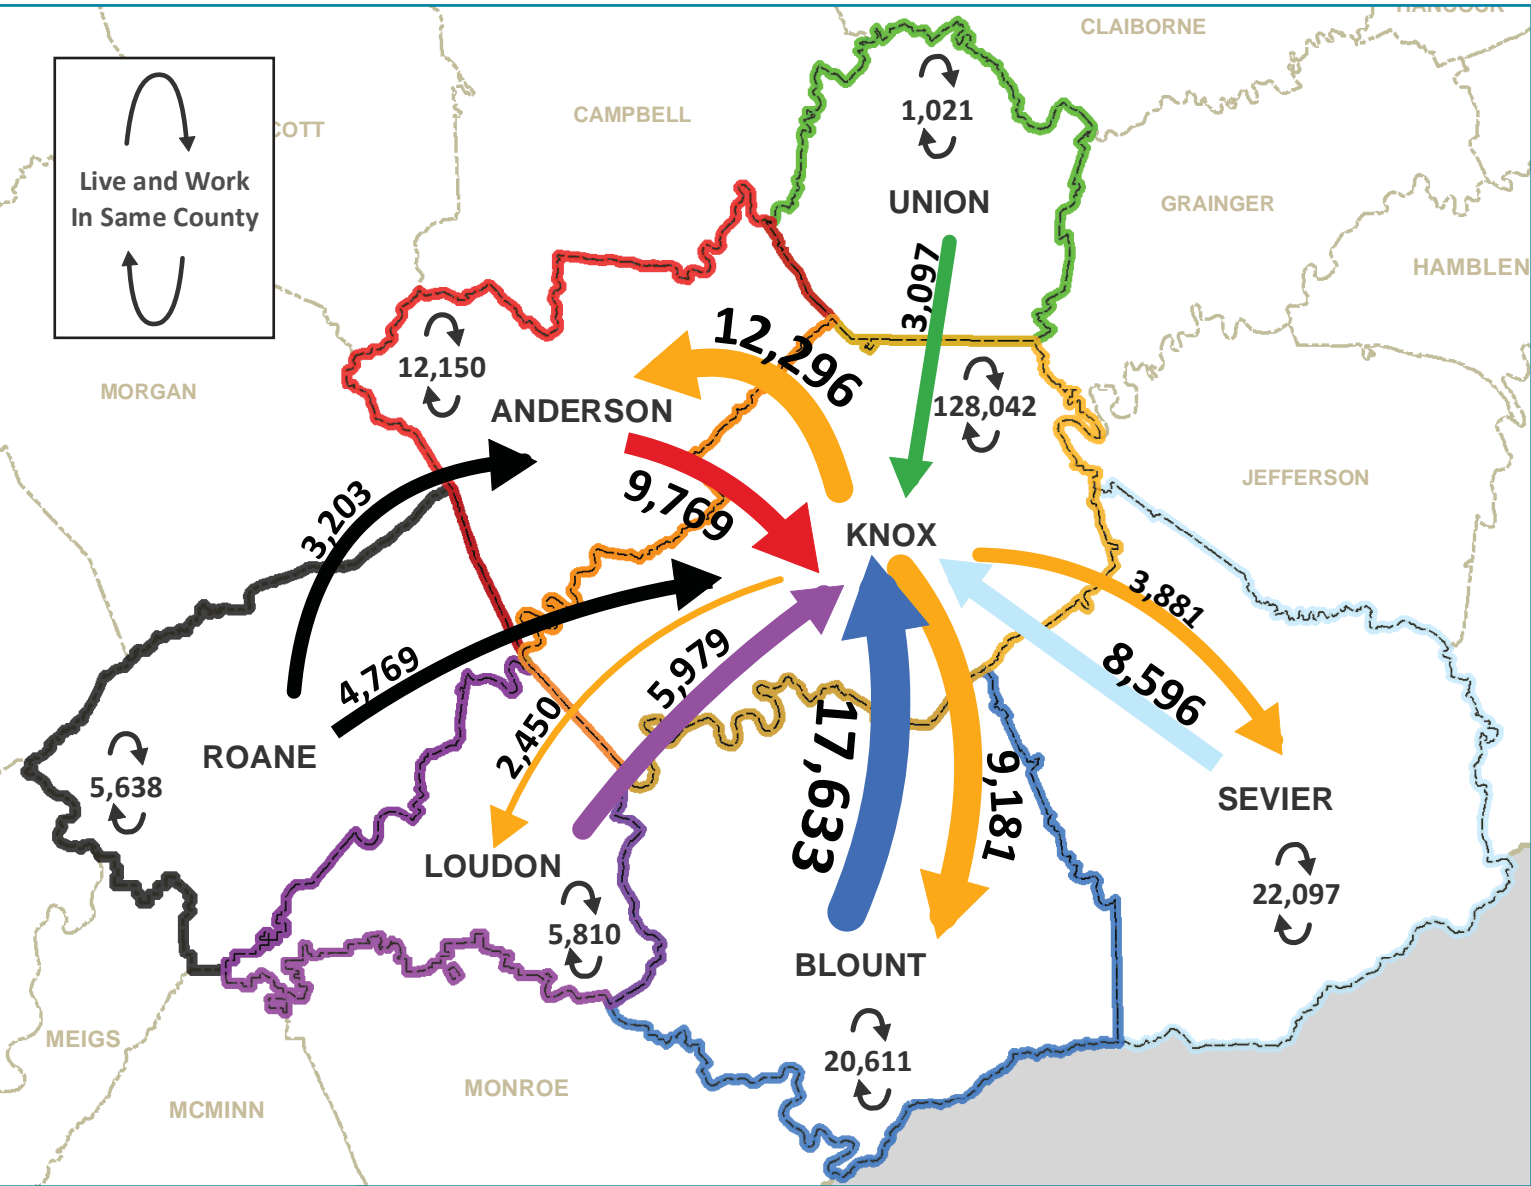 HANCOCK
CLAIBORNE
Live and Work
In Same County
COTT
CAMPBELL
1,021
UNION
GRAINGER
HAMBLEN
3,097
12,296
12,150
128,042
MORGAN
ANDERSON
9,769
JEFFERSON
3,203
KNOX
3,881
4,769
5,979
8,596
2,450
17,633
9,181
ROANE
5,638
SEVIER
22,097
LOUDON
5,810
BLOUNT
20,611
MEIGS
MCMINN
MONROE